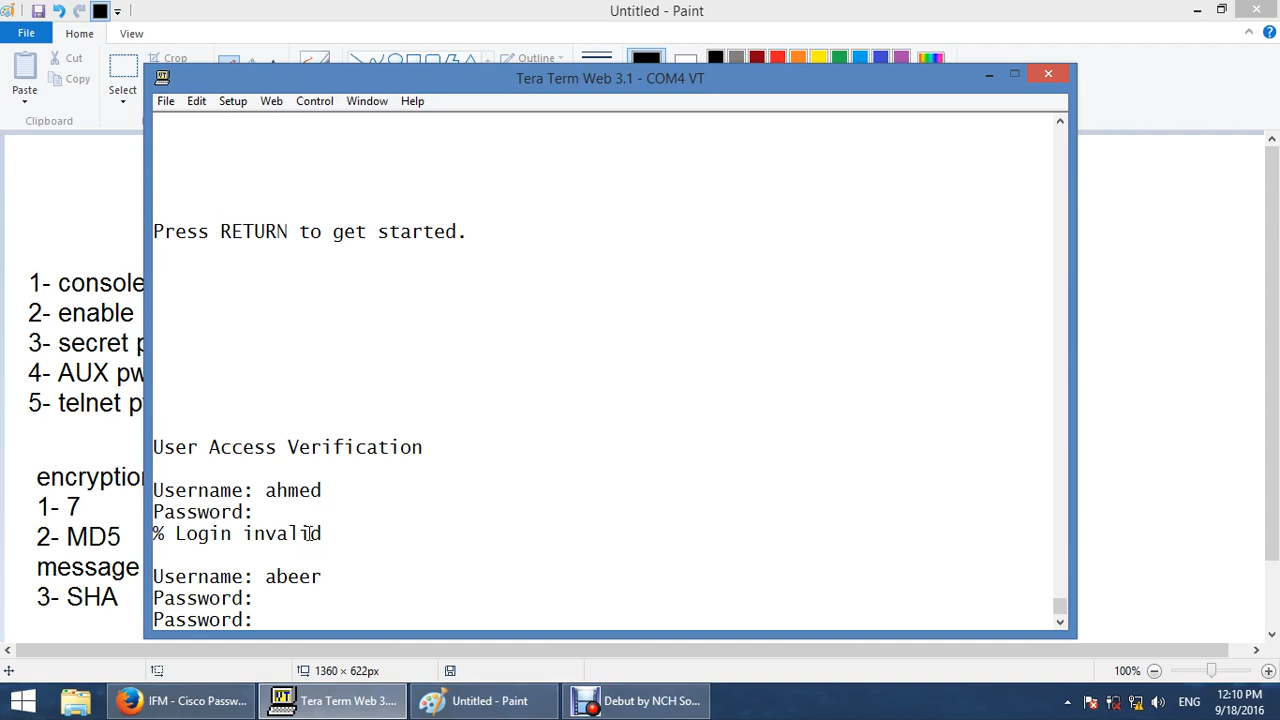 Untitled - Paint
File Home View
Cut
Crop
Outline
Copy
Paste
Select
Clipboard
Tera Term Web 3.1 - COM4 VT
File Edit Setup Web Control Window Help
Press RETURN to get started.
1- console
2- enable
3- secret p
4- AUX pw
5- telnet p
User Access Verification
encryption
Username: ahmed
1- 7
Password:
2- MD5
% Login invalid
message
Username: abeer
3- SHA
Password:
Password:
1360 × 622px
100%
VT
IFM - Cisco Passw...
Tera Term Web 3....
Untitled - Paint
Debut by NCH So...
ENG
12:10 PM
9/18/2016